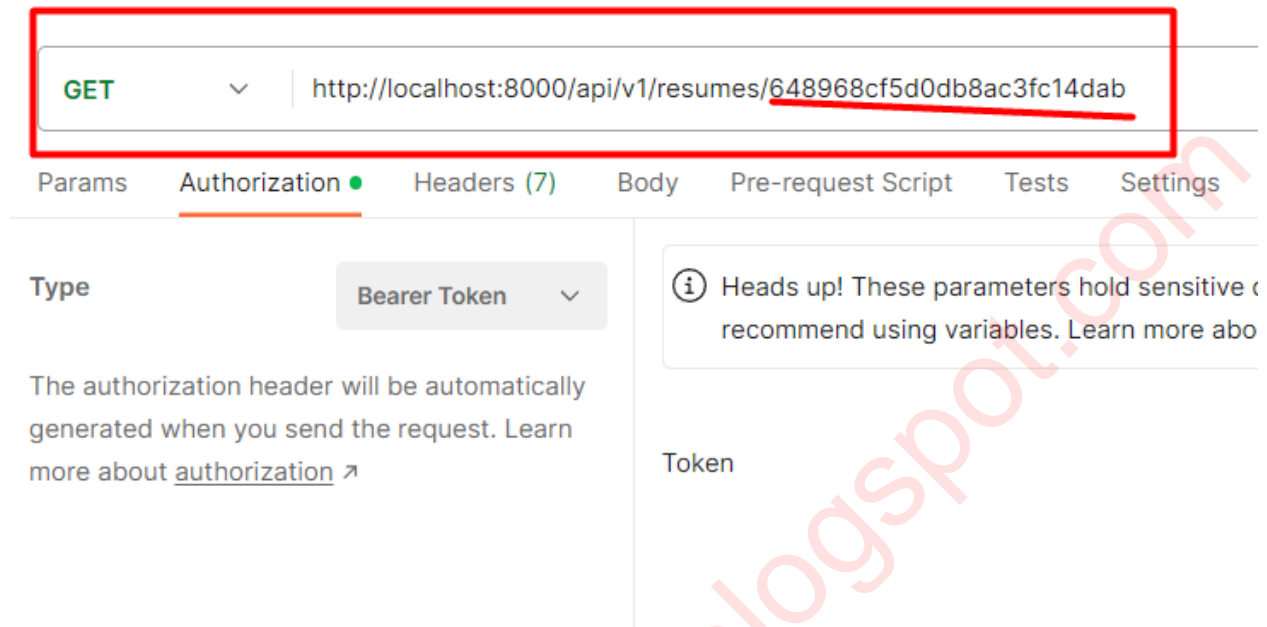 GET http://localhost:8000/api/v1/resumes/648968cf5d0db8ac3fc14dab
Params Authorization Headers (7) Body Pre-request Script Tests Settings
Type
Bearer Token
The authorization header will be automatically
generated when you send the request. Learn
more about authorization ↗
Heads up! These parameters hold sensitive
recommend using variables. Learn more
Token
logspot.com